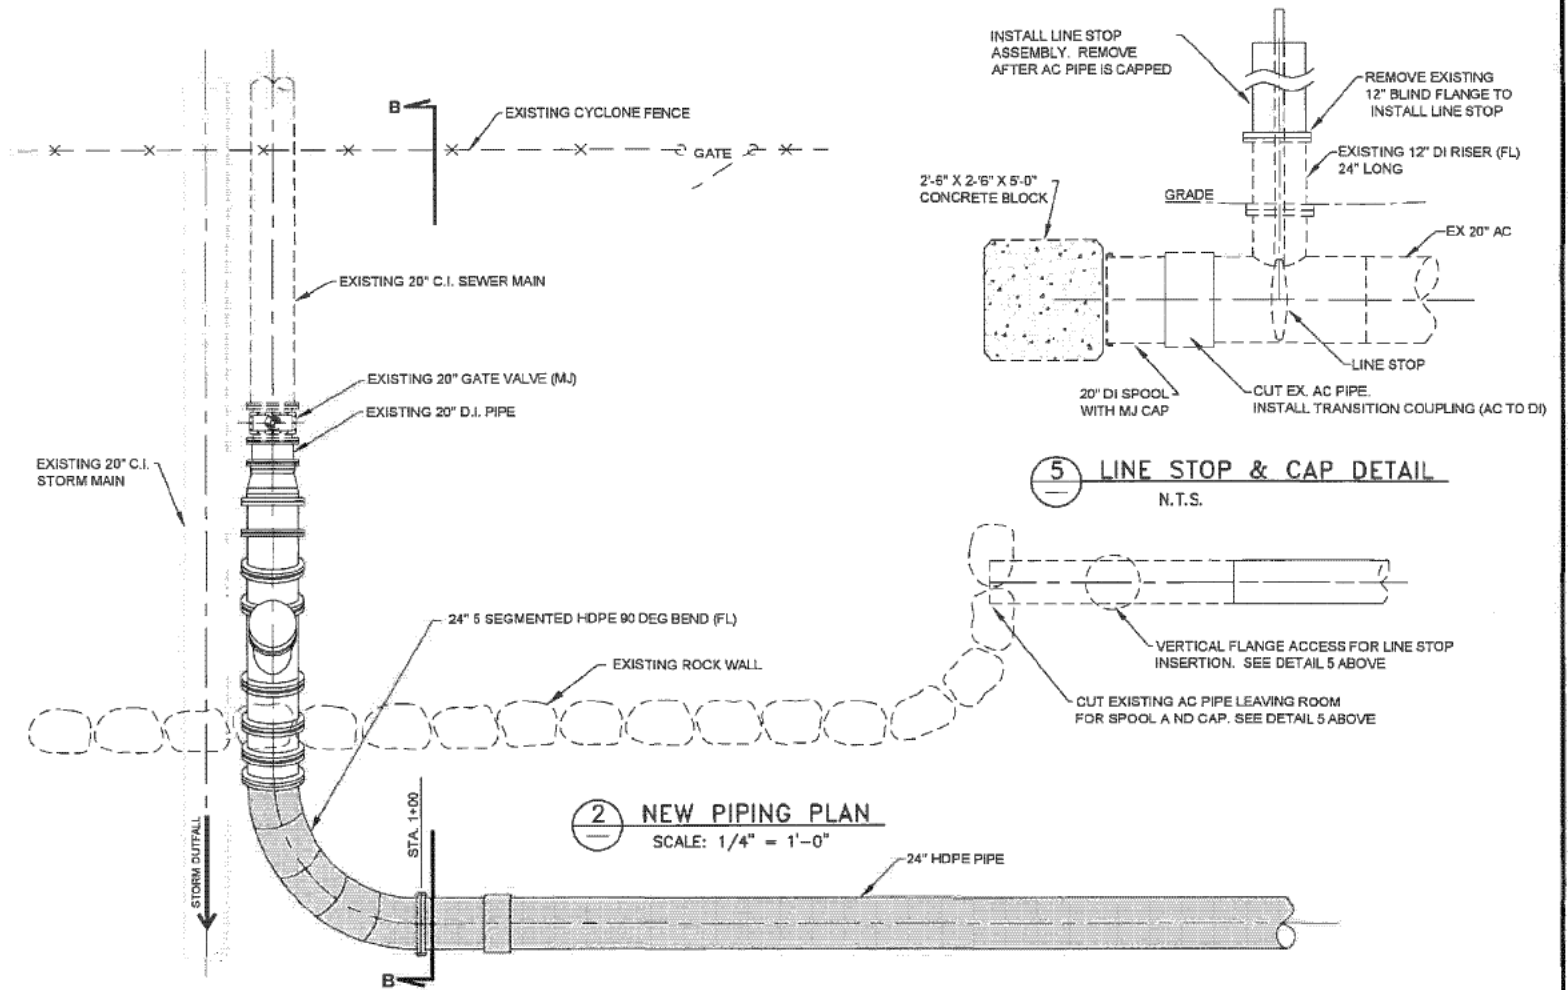 INSTALL LINE STOP
ASSEMBLY. REMOVE
AFTER AC PIPE IS CAPPED
REMOVE EXISTING
12" BLIND FLANGE TO
INSTALL LINE STOP
B
EXISTING CYCLONE FENCE
GATE
EXISTING 12" DI RISER (FL)
24" LONG
2'-6" X 2-'6" X 5'-0"
CONCRETE BLOCK
GRADE
EX 20" AC
EXISTING 20" C.I. SEWER MAIN
LINE STOP
EXISTING 20" GATE VALVE (MJ)
EXISTING 20" D.I. PIPE
20" DI SPOOL
WITH MJ CAP
CUT EX. AC PIPE.
INSTALL TRANSITION COUPLING (AC TO DI)
EXISTING 20" C.I.
STORM MAIN
5 LINE STOP & CAP DETAIL
N.T.S.
24" 5 SEGMENTED HDPE 90 DEG BEND (FL)
EXISTING ROCK WALL
VERTICAL FLANGE ACCESS FOR LINE STOP
INSERTION. SEE DETAIL 5 ABOVE
CUT EXISTING AC PIPE LEAVING ROOM
FOR SPOOL A ND CAP. SEE DETAIL 5 ABOVE
STA. 1+00
2 NEW PIPING PLAN
SCALE: 1/4" = 1'-0"
STORM OUTFALL
24" HDPE PIPE
B